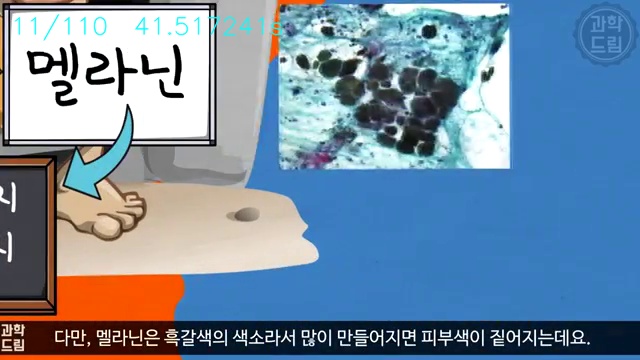 11/110 41.517241s
과학
드림
멜라닌
지
시
과학
드림
다만, 멜라닌은 흑갈색의 색소라서 많이 만들어지면 피부색이 짙어지는데요.